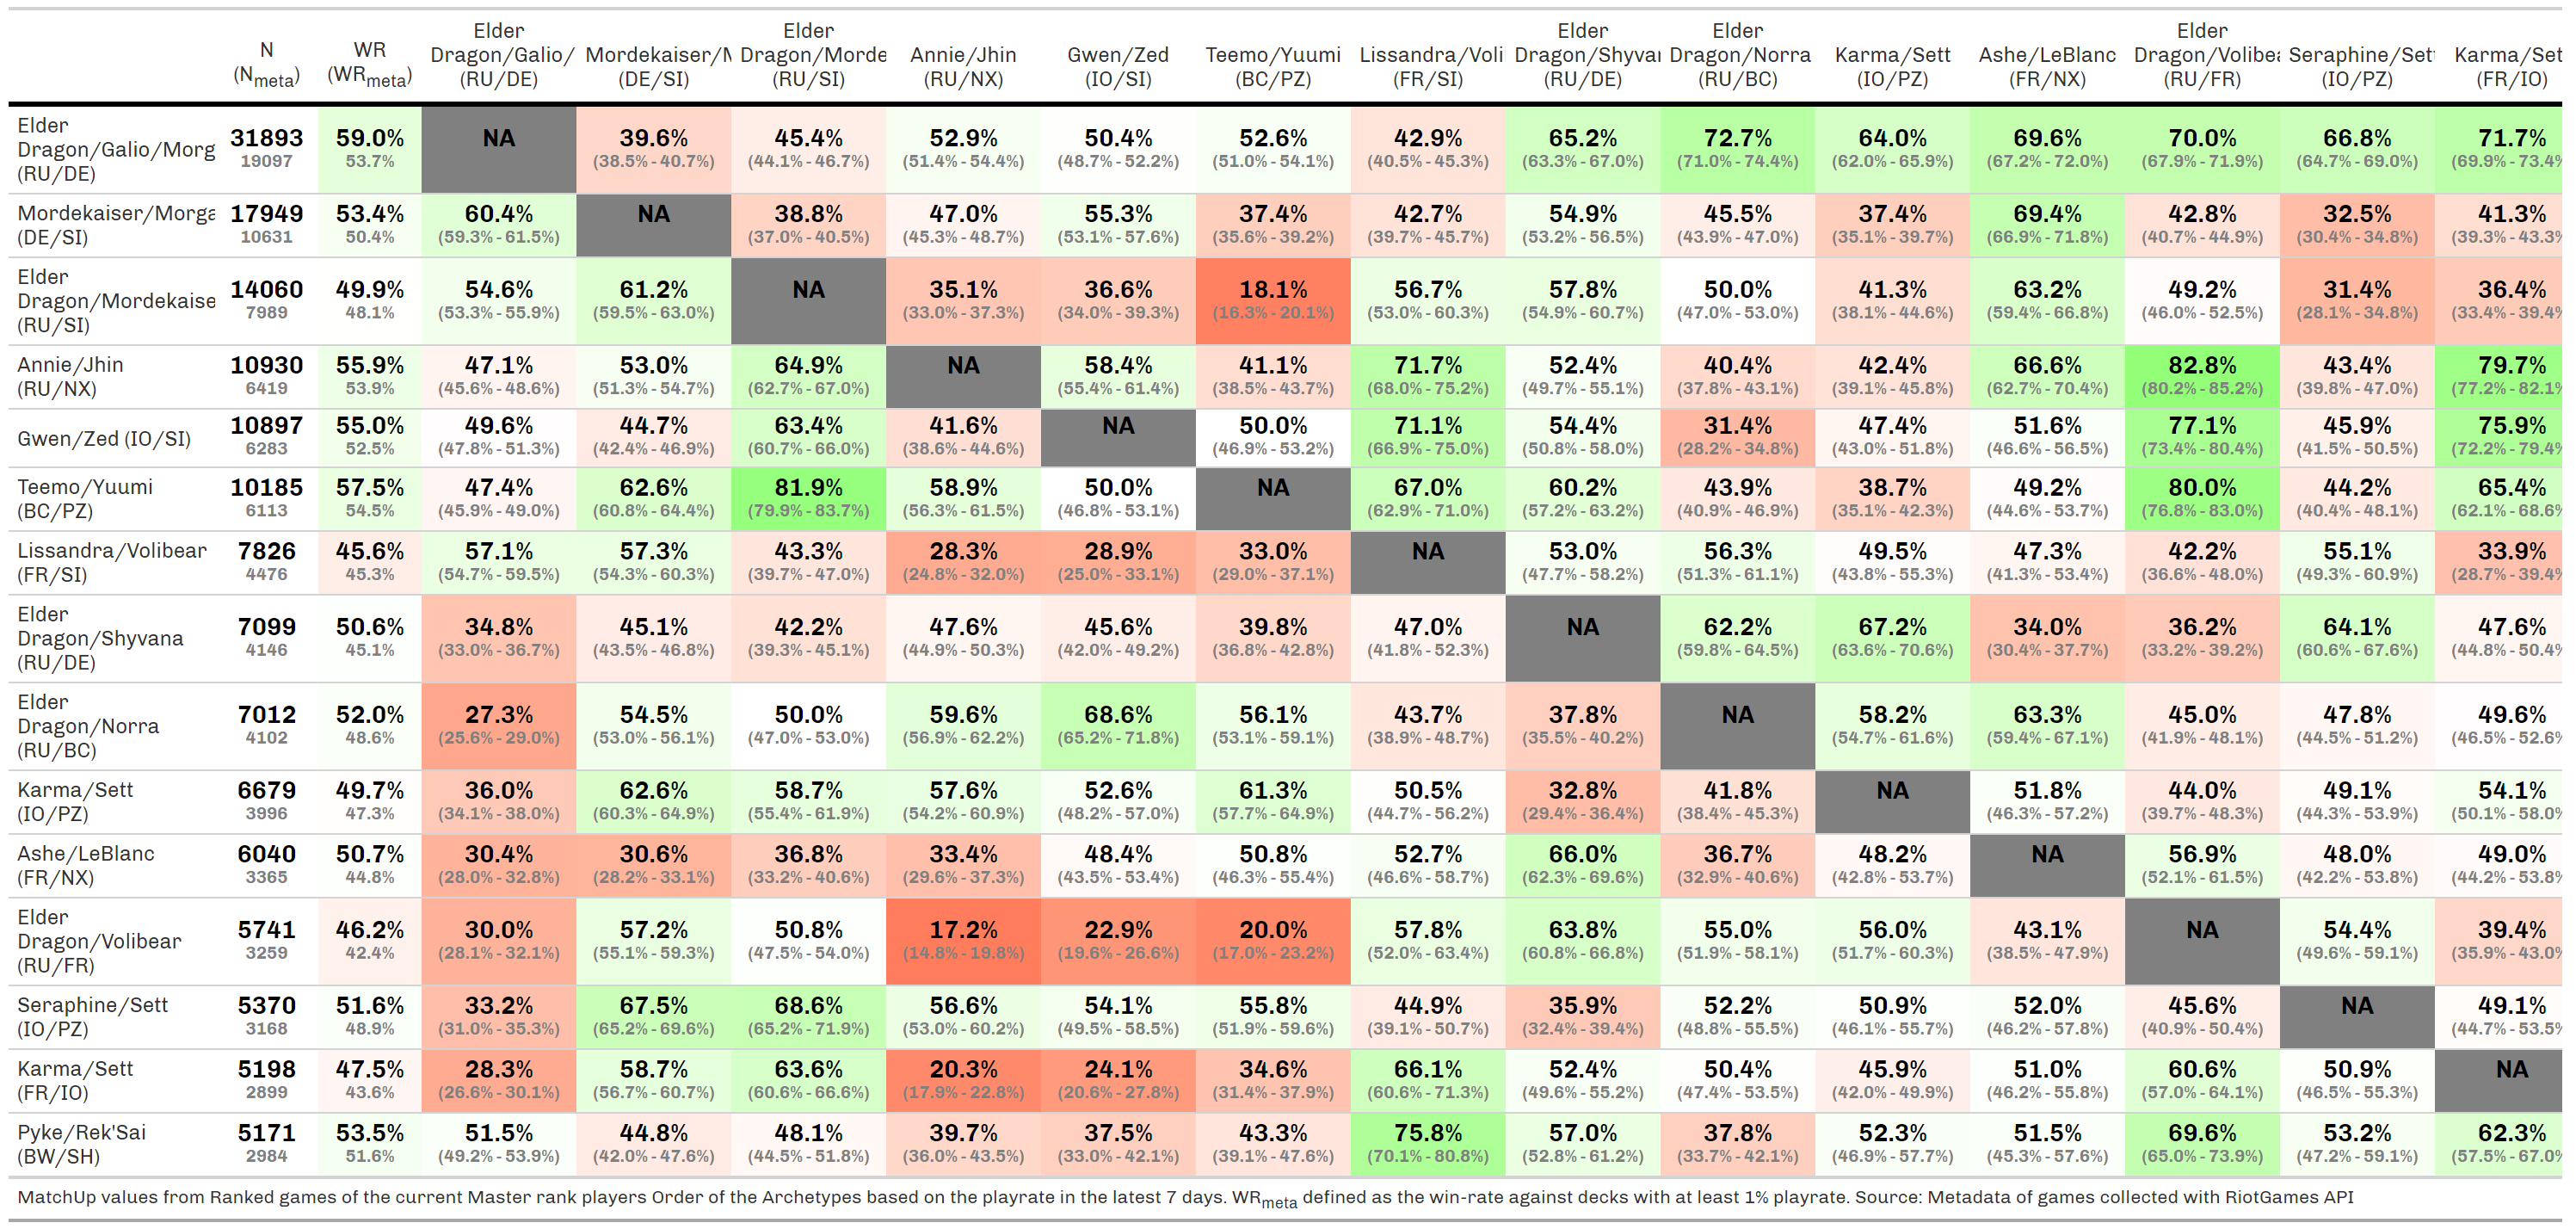 Elder Elder Elder Elder Elder
N WR Dragon/Galio/ Mordekaiser/M Dragon/Morde Annie/Jhin Gwen/Zed Teemo/Yuumi Lissandra/Voli Dragon/Shyvar Dragon/Norra Karma/Sett Ashe/LeBlanc Dragon/Volibea Seraphine/Sett Karma/Set
(Nmeta) (WRmeta) (RU/DE) (DE/SI) (RU/SI) (RU/NX) (IO/SI) (BC/PZ) (FR/SI) (RU/DE) (RU/BC) (IO/PZ) (FR/NX) (RU/FR) (IO/PZ) (FR/IO)
Elder
Dragon/Galio/Morg
(RU/DE)
31893 59.0% NA 39.6% 45.4% 52.9% 50.4% 52.6% 42.9% 65.2% 72.7% 64.0% 69.6% 70.0% 66.8% 71.7%
19097 53.7% (38.5% - 40.7%) (44.1% - 46.7%) (51.4% - 54.4%) (48.7% - 52.2%) (51.0% - 54.1%) (40.5% - 45.3%) (63.3% - 67.0%) (71.0% - 74.4%) (62.0% - 65.9%) (67.2% - 72.0%) (67.9% - 71.9%) (64.7% - 69.0%) (69.9% - 73.4%
Mordekaiser/Morga
(DE/SI)
17949 53.4% 60.4% NA 38.8% 47.0% 55.3% 37.4% 42.7% 54.9% 45.5% 37.4% 69.4% 42.8% 32.5% 41.3%
10631 50.4% (59.3% - 61.5%) (37.0% - 40.5%) (45.3% - 48.7%) (53.1% - 57.6%) (35.6% - 39.2%) (39.7% - 45.7%) (53.2% - 56.5%) (43.9% - 47.0%) (35.1% - 39.7%) (66.9% - 71.8%) (40.7% - 44.9%) (30.4% - 34.8%) (39.3% - 43.3%
Elder
Dragon/Mordekaise
(RU/SI)
14060 49.9% 54.6% 61.2% NA 35.1% 36.6% 18.1% 56.7% 57.8% 50.0% 41.3% 63.2% 49.2% 31.4% 36.4%
7989 48.1% (53.3% - 55.9%) (59.5% - 63.0%) (33.0% - 37.3%) (34.0% - 39.3%) (16.3% - 20.1%) (53.0% - 60.3%) (54.9% - 60.7%) (47.0% - 53.0%) (38.1% - 44.6%) (59.4% - 66.8%) (46.0% - 52.5%) (28.1% - 34.8%) (33.4% - 39.4%
Annie/Jhin
(RU/NX)
10930 55.9% 47.1% 53.0% 64.9% NA 58.4% 41.1% 71.7% 52.4% 40.4% 42.4% 66.6% 82.8% 43.4% 79.7%
6419 53.9% (45.6% - 48.6%) (51.3% - 54.7%) (62.7% - 67.0%) (55.4% - 61.4%) (38.5% - 43.7%) (68.0% - 75.2%) (49.7% - 55.1%) (37.8% - 43.1%) (39.1% - 45.8%) (62.7% - 70.4%) (80.2% - 85.2%) (39.8% - 47.0%) (77.2% - 82.1%
Gwen/Zed (IO/SI)
10897 55.0% 49.6% 44.7% 63.4% 41.6% NA 50.0% 71.1% 54.4% 31.4% 47.4% 51.6% 77.1% 45.9% 75.9%
6283 52.5% (47.8% - 51.3%) (42.4% - 46.9%) (60.7% - 66.0%) (38.6% - 44.6%) (46.9% - 53.2%) (66.9% - 75.0%) (50.8% - 58.0%) (28.2% - 34.8%) (43.0% - 51.8%) (46.6% - 56.5%) (73.4% - 80.4%) (41.5% - 50.5%) (72.2% - 79.4%
Teemo/Yuumi
(BC/PZ)
10185 57.5% 47.4% 62.6% 81.9% 58.9% 50.0% NA 67.0% 60.2% 43.9% 38.7% 49.2% 80.0% 44.2% 65.4%
6113 54.5% (45.9% - 49.0%) (60.8% - 64.4%) (79.9% - 83.7%) (56.3% - 61.5%) (46.8% - 53.1%) (62.9% - 71.0%) (57.2% - 63.2%) (40.9% - 46.9%) (35.1% - 42.3%) (44.6% - 53.7%) (76.8% - 83.0%) (40.4% - 48.1%) (62.1% - 68.6%
Lissandra/Volibear
(FR/SI)
7826 45.6% 57.1% 57.3% 43.3% 28.3% 28.9% 33.0% NA 53.0% 56.3% 49.5% 47.3% 42.2% 55.1% 33.9%
4476 45.3% (54.7% - 59.5%) (54.3% - 60.3%) (39.7% - 47.0%) (24.8% - 32.0%) (25.0% - 33.1%) (29.0% - 37.1%) (47.7% - 58.2%) (51.3% - 61.1%) (43.8% - 55.3%) (41.3% - 53.4%) (36.6% - 48.0%) (49.3% - 60.9%) (28.7% - 39.4%
Elder
Dragon/Shyvana
(RU/DE)
7099 50.6% 34.8% 45.1% 42.2% 47.6% 45.6% 39.8% 47.0% NA 62.2% 67.2% 34.0% 36.2% 64.1% 47.6%
4146 45.1% (33.0% - 36.7%) (43.5% - 46.8%) (39.3% - 45.1%) (44.9% - 50.3%) (42.0% - 49.2%) (36.8% - 42.8%) (41.8% - 52.3%) (59.8% - 64.5%) (63.6% - 70.6%) (30.4% - 37.7%) (33.2% - 39.2%) (60.6% - 67.6%) (44.8% - 50.4%
Elder
Dragon/Norra
(RU/BC)
7012 52.0% 27.3% 54.5% 50.0% 59.6% 68.6% 56.1% 43.7% 37.8% NA 58.2% 63.3% 45.0% 47.8% 49.6%
4102 48.6% (25.6% - 29.0%) (53.0% - 56.1%) (47.0% - 53.0%) (56.9% - 62.2%) (65.2% - 71.8%) (53.1% - 59.1%) (38.9% - 48.7%) (35.5% - 40.2%) (54.7% - 61.6%) (59.4% - 67.1%) (41.9% - 48.1%) (44.5% - 51.2%) (46.5% - 52.6%
Karma/Sett
(IO/PZ)
6679 49.7% 36.0% 62.6% 58.7% 57.6% 52.6% 61.3% 50.5% 32.8% 41.8% NA 51.8% 44.0% 49.1% 54.1%
3996 47.3% (34.1% - 38.0%) (60.3% - 64.9%) (55.4% - 61.9%) (54.2% - 60.9%) (48.2% - 57.0%) (57.7% - 64.9%) (44.7% - 56.2%) (29.4% - 36.4%) (38.4% - 45.3%) (46.3% - 57.2%) (39.7% - 48.3%) (44.3% - 53.9%) (50.1% - 58.0%
Ashe/LeBlanc
(FR/NX)
6040 50.7% 30.4% 30.6% 36.8% 33.4% 48.4% 50.8% 52.7% 66.0% 36.7% 48.2% NA 56.9% 48.0% 49.0%
3365 44.8% (28.0% - 32.8%) (28.2% - 33.1%) (33.2% - 40.6%) (29.6% - 37.3%) (43.5% - 53.4%) (46.3% - 55.4%) (46.6% - 58.7%) (62.3% - 69.6%) (32.9% - 40.6%) (42.8% - 53.7%) (52.1% - 61.5%) (42.2% - 53.8%) (44.2% - 53.8%
Elder
Dragon/Volibear
(RU/FR)
5741 46.2% 30.0% 57.2% 50.8% 17.2% 22.9% 20.0% 57.8% 63.8% 55.0% 56.0% 43.1% NA 54.4% 39.4%
3259 42.4% (28.1% - 32.1%) (55.1% - 59.3%) (47.5% - 54.0%) (14.8% - 19.8%) (19.6% - 26.6%) (17.0% - 23.2%) (52.0% - 63.4%) (60.8% - 66.8%) (51.9% - 58.1%) (51.7% - 60.3%) (38.5% - 47.9%) (49.6% - 59.1%) (35.9% - 43.0%
Seraphine/Sett
(IO/PZ)
5370 51.6% 33.2% 67.5% 68.6% 56.6% 54.1% 55.8% 44.9% 35.9% 52.2% 50.9% 52.0% 45.6% NA 49.1%
3168 48.9% (31.0% - 35.3%) (65.2% - 69.6%) (65.2% - 71.9%) (53.0% - 60.2%) (49.5% - 58.5%) (51.9% - 59.6%) (39.1% - 50.7%) (32.4% - 39.4%) (48.8% - 55.5%) (46.1% - 55.7%) (46.2% - 57.8%) (40.9% - 50.4%) (44.7% - 53.5%
Karma/Sett
(FR/IO)
5198 47.5% 28.3% 58.7% 63.6% 20.3% 24.1% 34.6% 66.1% 52.4% 50.4% 45.9% 51.0% 60.6% 50.9% NA
2899 43.6% (26.6% - 30.1%) (56.7% - 60.7%) (60.6% - 66.6%) (17.9% - 22.8%) (20.6% - 27.8%) (31.4% - 37.9%) (60.6% - 71.3%) (49.6% - 55.2%) (47.4% - 53.5%) (42.0% - 49.9%) (46.2% - 55.8%) (57.0% - 64.1%) (46.5% - 55.3%)
Pyke/Rek'Sai
(BW/SH)
5171 53.5% 51.5% 44.8% 48.1% 39.7% 37.5% 43.3% 75.8% 57.0% 37.8% 52.3% 51.5% 69.6% 53.2% 62.3%
2984 51.6% (49.2% - 53.9%) (42.0% - 47.6%) (44.5% - 51.8%) (36.0% - 43.5%) (33.0% - 42.1%) (39.1% - 47.6%) (70.1% - 80.8%) (52.8% - 61.2%) (33.7% - 42.1%) (46.9% - 57.7%) (45.3% - 57.6%) (65.0% - 73.9%) (47.2% - 59.1%) (57.5% - 67.0%
MatchUp values from Ranked games of the current Master rank players Order of the Archetypes based on the playrate in the latest 7 days. WRmeta defined as the win-rate against decks with at least 1% playrate. Source: Metadata of games collected with RiotGames API